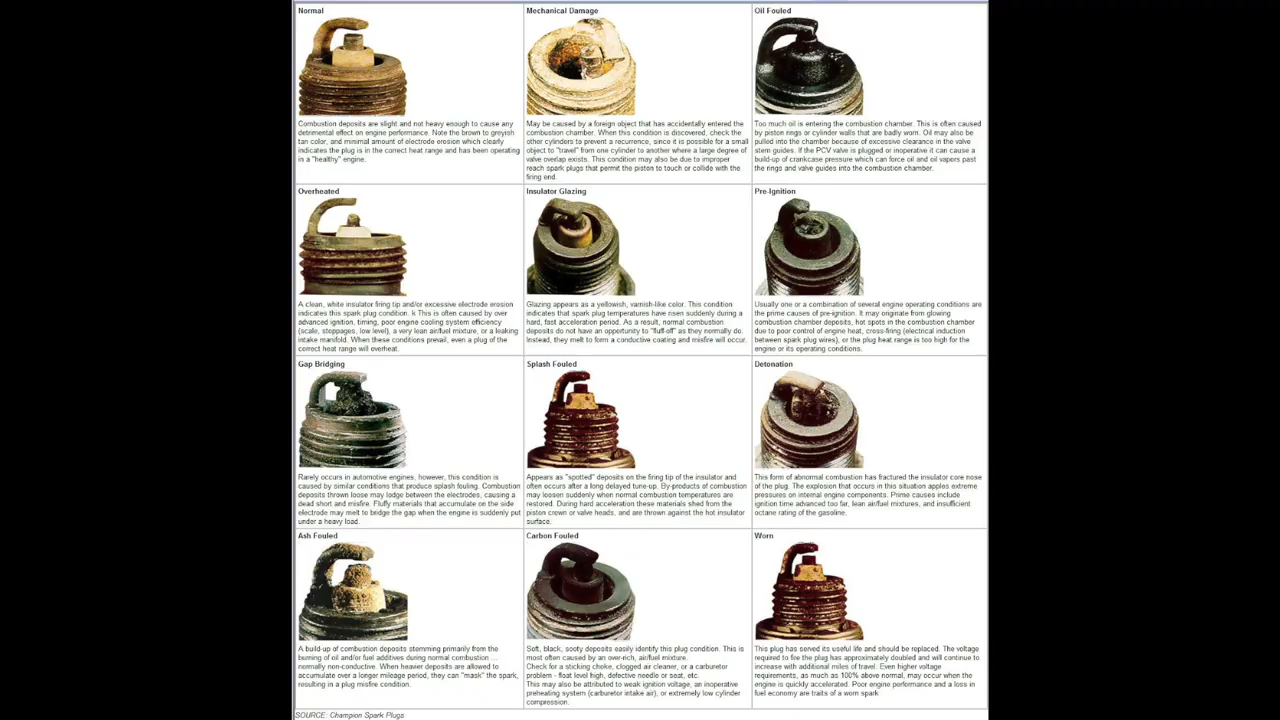 Normal
Combustion deposits are slight and not heavy enough to cause any
detrimental effect on engine performance. Note the brown to greyish
tan color, and minimal amount of electrode erosion which clearly
indicates the plug is in the correct heat range and has been operating
in a "healthy" engine.
Mechanical Damage
May be caused by a foreign object that has accidentally entered the
combustion chamber. When this condition is discovered, check the
other cylinders to prevent a recurrence, since it is possible for a small
object to "travel" from one cylinder to another where a large degree of
valve overlap exists. This condition may also be due to improper
reach spark plugs that permit the piston to touch or collide with the
firing end.
Oil Fouled
Too much oil is entering the combustion chamber. This is often caused
by piston rings or cylinder walls that are badly worn. Oil may also be
pulled into the chamber because of excessive clearance in the valve
stem guides. If the PCV valve is plugged or inoperative it can cause a
build-up of crankcase pressure which can force oil and oil vapors past
the rings and valve guides into the combustion chamber.
Overheated
A clean, white insulator firing tip and/or excessive electrode erosion
indicates this spark plug condition. k This is often caused by over
advanced ignition, timing, poor engine cooling system efficiency
(scale, stoppages, low level), a very lean air/fuel mixture, or a leaking
intake manifold. When these conditions prevail, even a plug of the
correct heat range will overheat.
Insulator Glazing
Glazing appears as a yellowish, varnish-like color. This condition
indicates that spark plug temperatures have risen suddenly during a
hard, fast acceleration period. As a result, normal combustion
deposits do not have an opportunity to "fluff-off" as they normally do.
Instead, they melt to form a conductive coating and misfire will occur.
Pre-Ignition
Usually one or a combination of several engine operating conditions are
the prime causes of pre-ignition. It may originate from glowing
combustion chamber deposits, hot spots in the combustion chamber
due to poor control of engine heat, cross-firing (electrical induction
between spark plug wires), or the plug heat range is too high for the
engine or its operating conditions.
Gap Bridging
Rarely occurs in automotive engines, however, this condition is
caused by similar conditions that produce splash fouling. Combustion
deposits thrown loose may lodge between the electrodes, causing a
dead short and misfire. Fluffy materials that accumulate on the side
electrode may melt to bridge the gap when the engine is suddenly put
under a heavy load.
Splash Fouled
Appears as "spotted" deposits on the firing tip of the insulator and
often occurs after a long delayed tune-up. By-products of combustion
may loosen suddenly when normal combustion temperatures are
restored. During hard acceleration these materials shed from the
piston crown or valve heads, and are thrown against the hot insulator
surface.
Detonation
This form of abnormal combustion has fractured the insulator core nose
of the plug. The explosion that occurs in this situation apples extreme
pressures on internal engine components. Prime causes include
ignition time advanced too far, lean air/fuel mixtures, and insufficient
octane rating of the gasoline.
Ash Fouled
A build-up of combustion deposits stemming primarily from the
burning of oil and/or fuel additives during normal combustion ...
normally non-conductive. When heavier deposits are allowed to
accumulate over a longer mileage period, they can "mask" the spark,
resulting in a plug misfire condition.
Carbon Fouled
Soft, black, sooty deposits easily identify this plug condition. This is
most often caused by an over-rich, air/fuel mixture.
Check for a sticking choke, clogged air cleaner, or a carburetor
problem - float level high, defective needle or seat, etc.
This may also be attributed to weak ignition voltage, an inoperative
preheating system (carburetor intake air), or extremely low cylinder
compression.
Worn
This plug has served its useful life and should be replaced. The voltage
required to fire the plug has approximately doubled and will continue to
increase with additional miles of travel. Even higher voltage
requirements, as much as 100% above normal, may occur when the
engine is quickly accelerated. Poor engine performance and a loss in
fuel economy are traits of a worn spark
SOURCE: Champion Spark Plugs